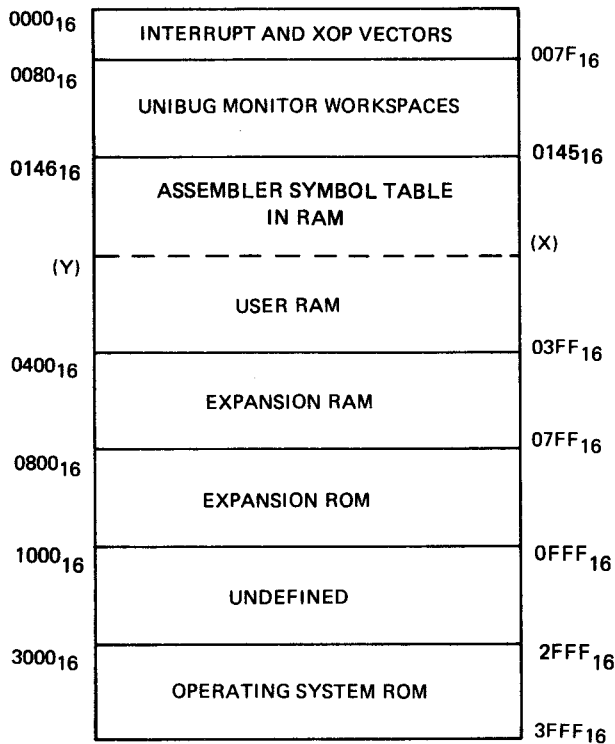 0000₁₆
INTERRUPT AND XOP VECTORS
007F₁₆
0080₁₆
UNIBUG MONITOR WORKSPACES
0145₁₆
0146₁₆
ASSEMBLER SYMBOL TABLE
IN RAM
(X)
(Y)
USER RAM
03FF₁₆
0400₁₆
EXPANSION RAM
07FF₁₆
0800₁₆
EXPANSION ROM
0FFF₁₆
1000₁₆
UNDEFINED
2FFF₁₆
3000₁₆
OPERATING SYSTEM ROM
3FFF₁₆